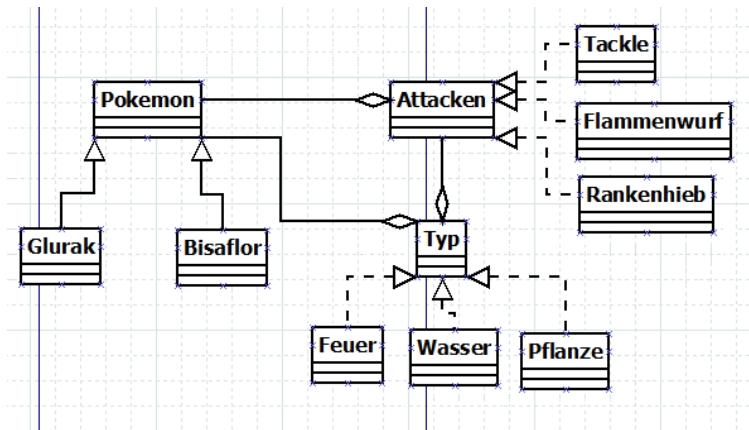 Tackle
Pokemon
Attacken
Flammenwurf
Rankenhieb
Glurak
Bisaflor
Typ
Feuer
Wasser
Pflanze